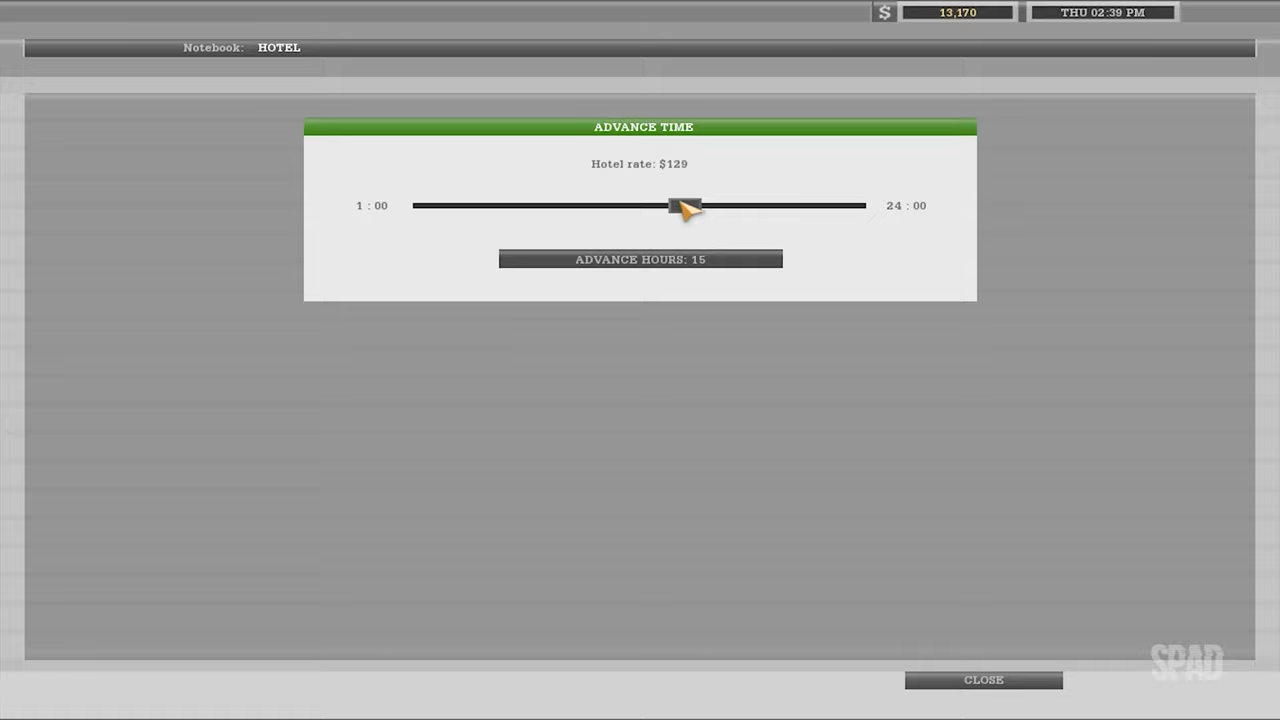 $ 13,170 THU 02:39 PM
Notebook: HOTEL
ADVANCE TIME
Hotel rate: $129
1 : 00 24 : 00
ADVANCE HOURS: 15
SPAD
CLOSE